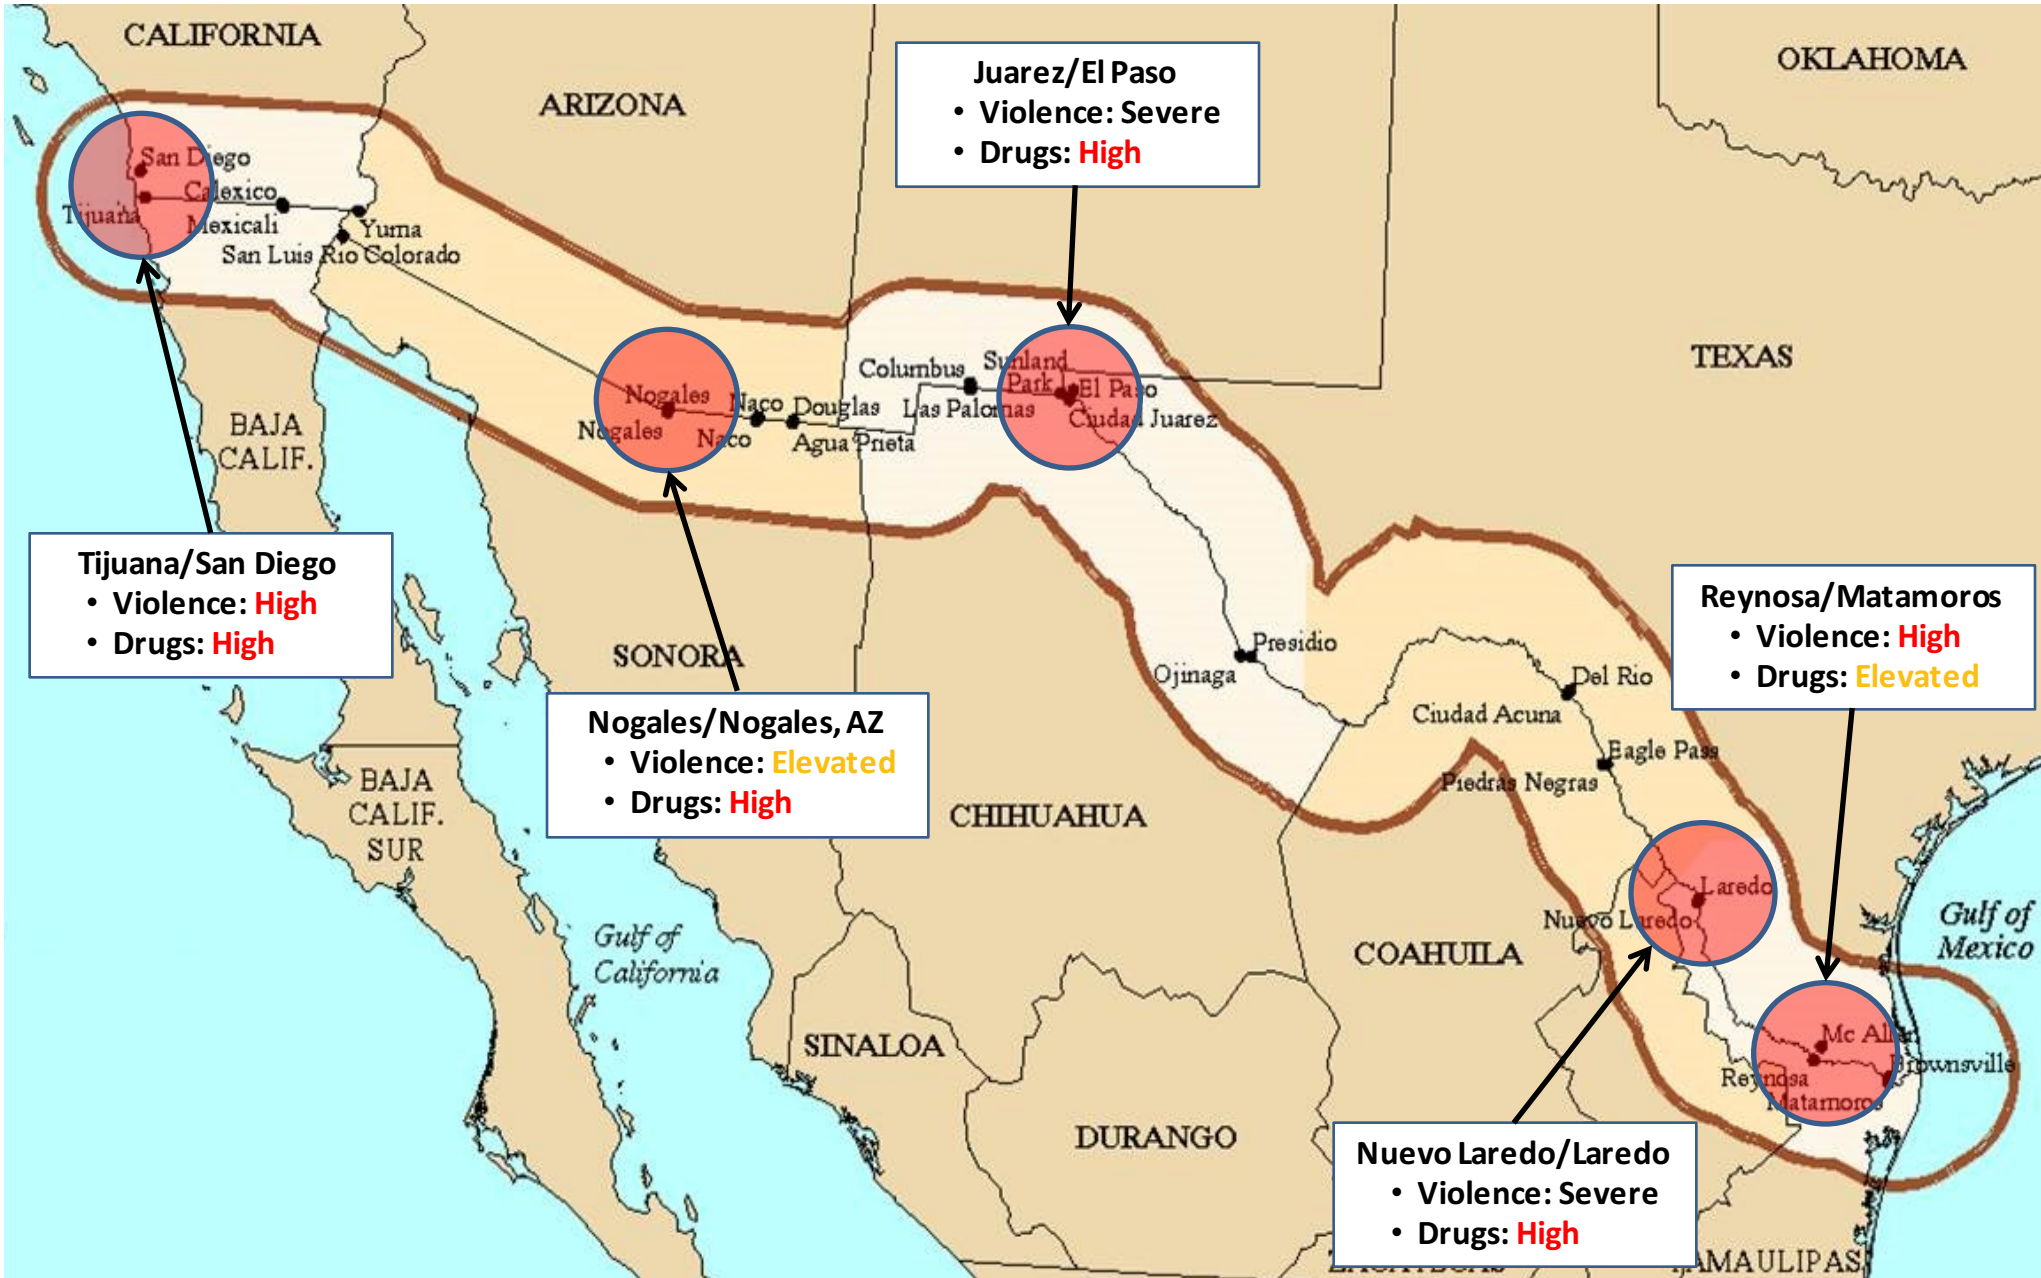 CALIFORNIA
ARIZONA
OKLAHOMA
Juarez/El Paso
• Violence: Severe
• Drugs: High
San Diego
Calexico
Tijuana
Mexicali
Yuma
San Luis Rio Colorado
TEXAS
Columbus
Sunland
Park
El Paso
Las Palomas
Ciudad Juarez
Nogales
Naco
Douglas
Nogales
Naco
Agua Prieta
BAJA
CALIF.
Tijuana/San Diego
• Violence: High
• Drugs: High
SONORA
Reynosa/Matamoros
• Violence: High
• Drugs: Elevated
Presidio
Ojinaga
Del Rio
Ciudad Acuna
Eagle Pass
Piedras Negras
Nogales/Nogales, AZ
• Violence: Elevated
• Drugs: High
BAJA
CALIF.
SUR
CHIHUAHUA
Laredo
Nuevo Laredo
Gulf of
Mexico
Gulf of
California
COAHUILA
SINALOA
Mc Allen
Brownsville
Reynosa
Matamoros
DURANGO
Nuevo Laredo/Laredo
• Violence: Severe
• Drugs: High